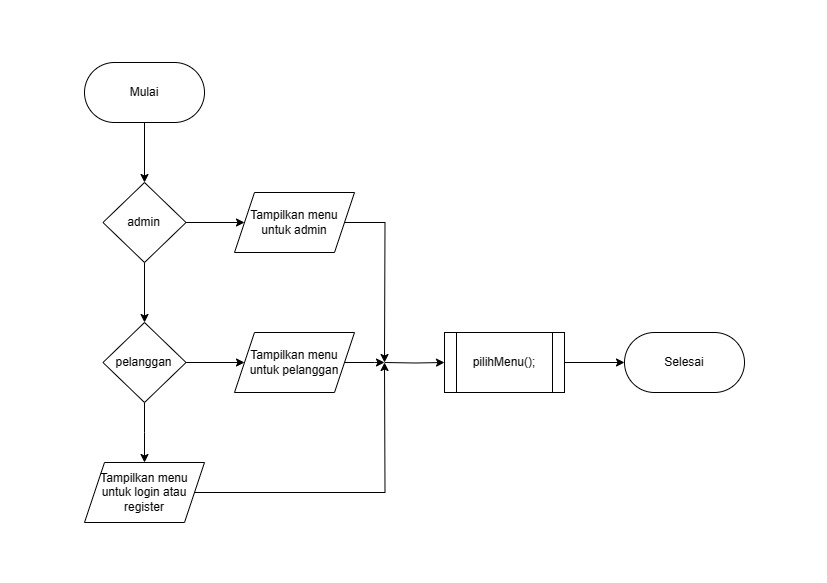 Mulai
admin
Tampilkan menu
untuk admin
pelanggan
Tampilkan menu
untuk pelanggan
pilihMenu();
Selesai
Tampilkan menu
untuk login atau
register